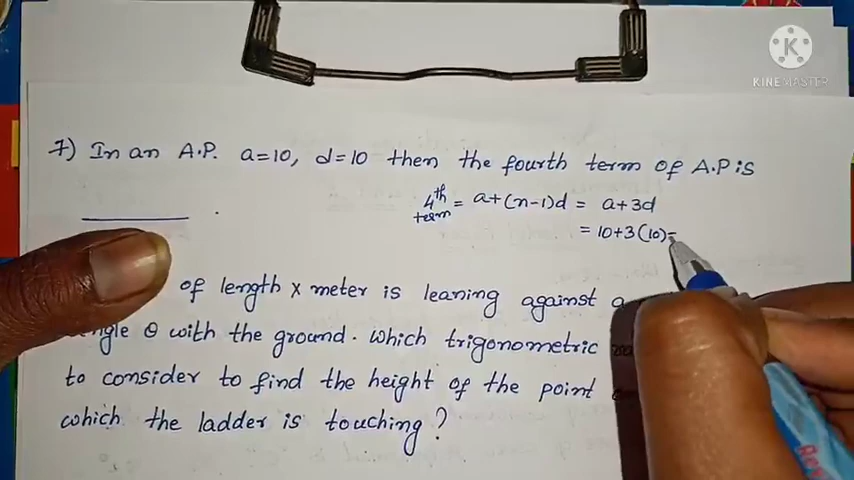 KINEMASTER
7) In an A.P. a=10, d=10 then the fourth term of A.P is
4th term = a+(n-1)d = a+3d
= 10+3(10)=
of length x meter is leaning against a
θ with the ground. which trigonometric
to consider to find the height of the point
which the ladder is touching?